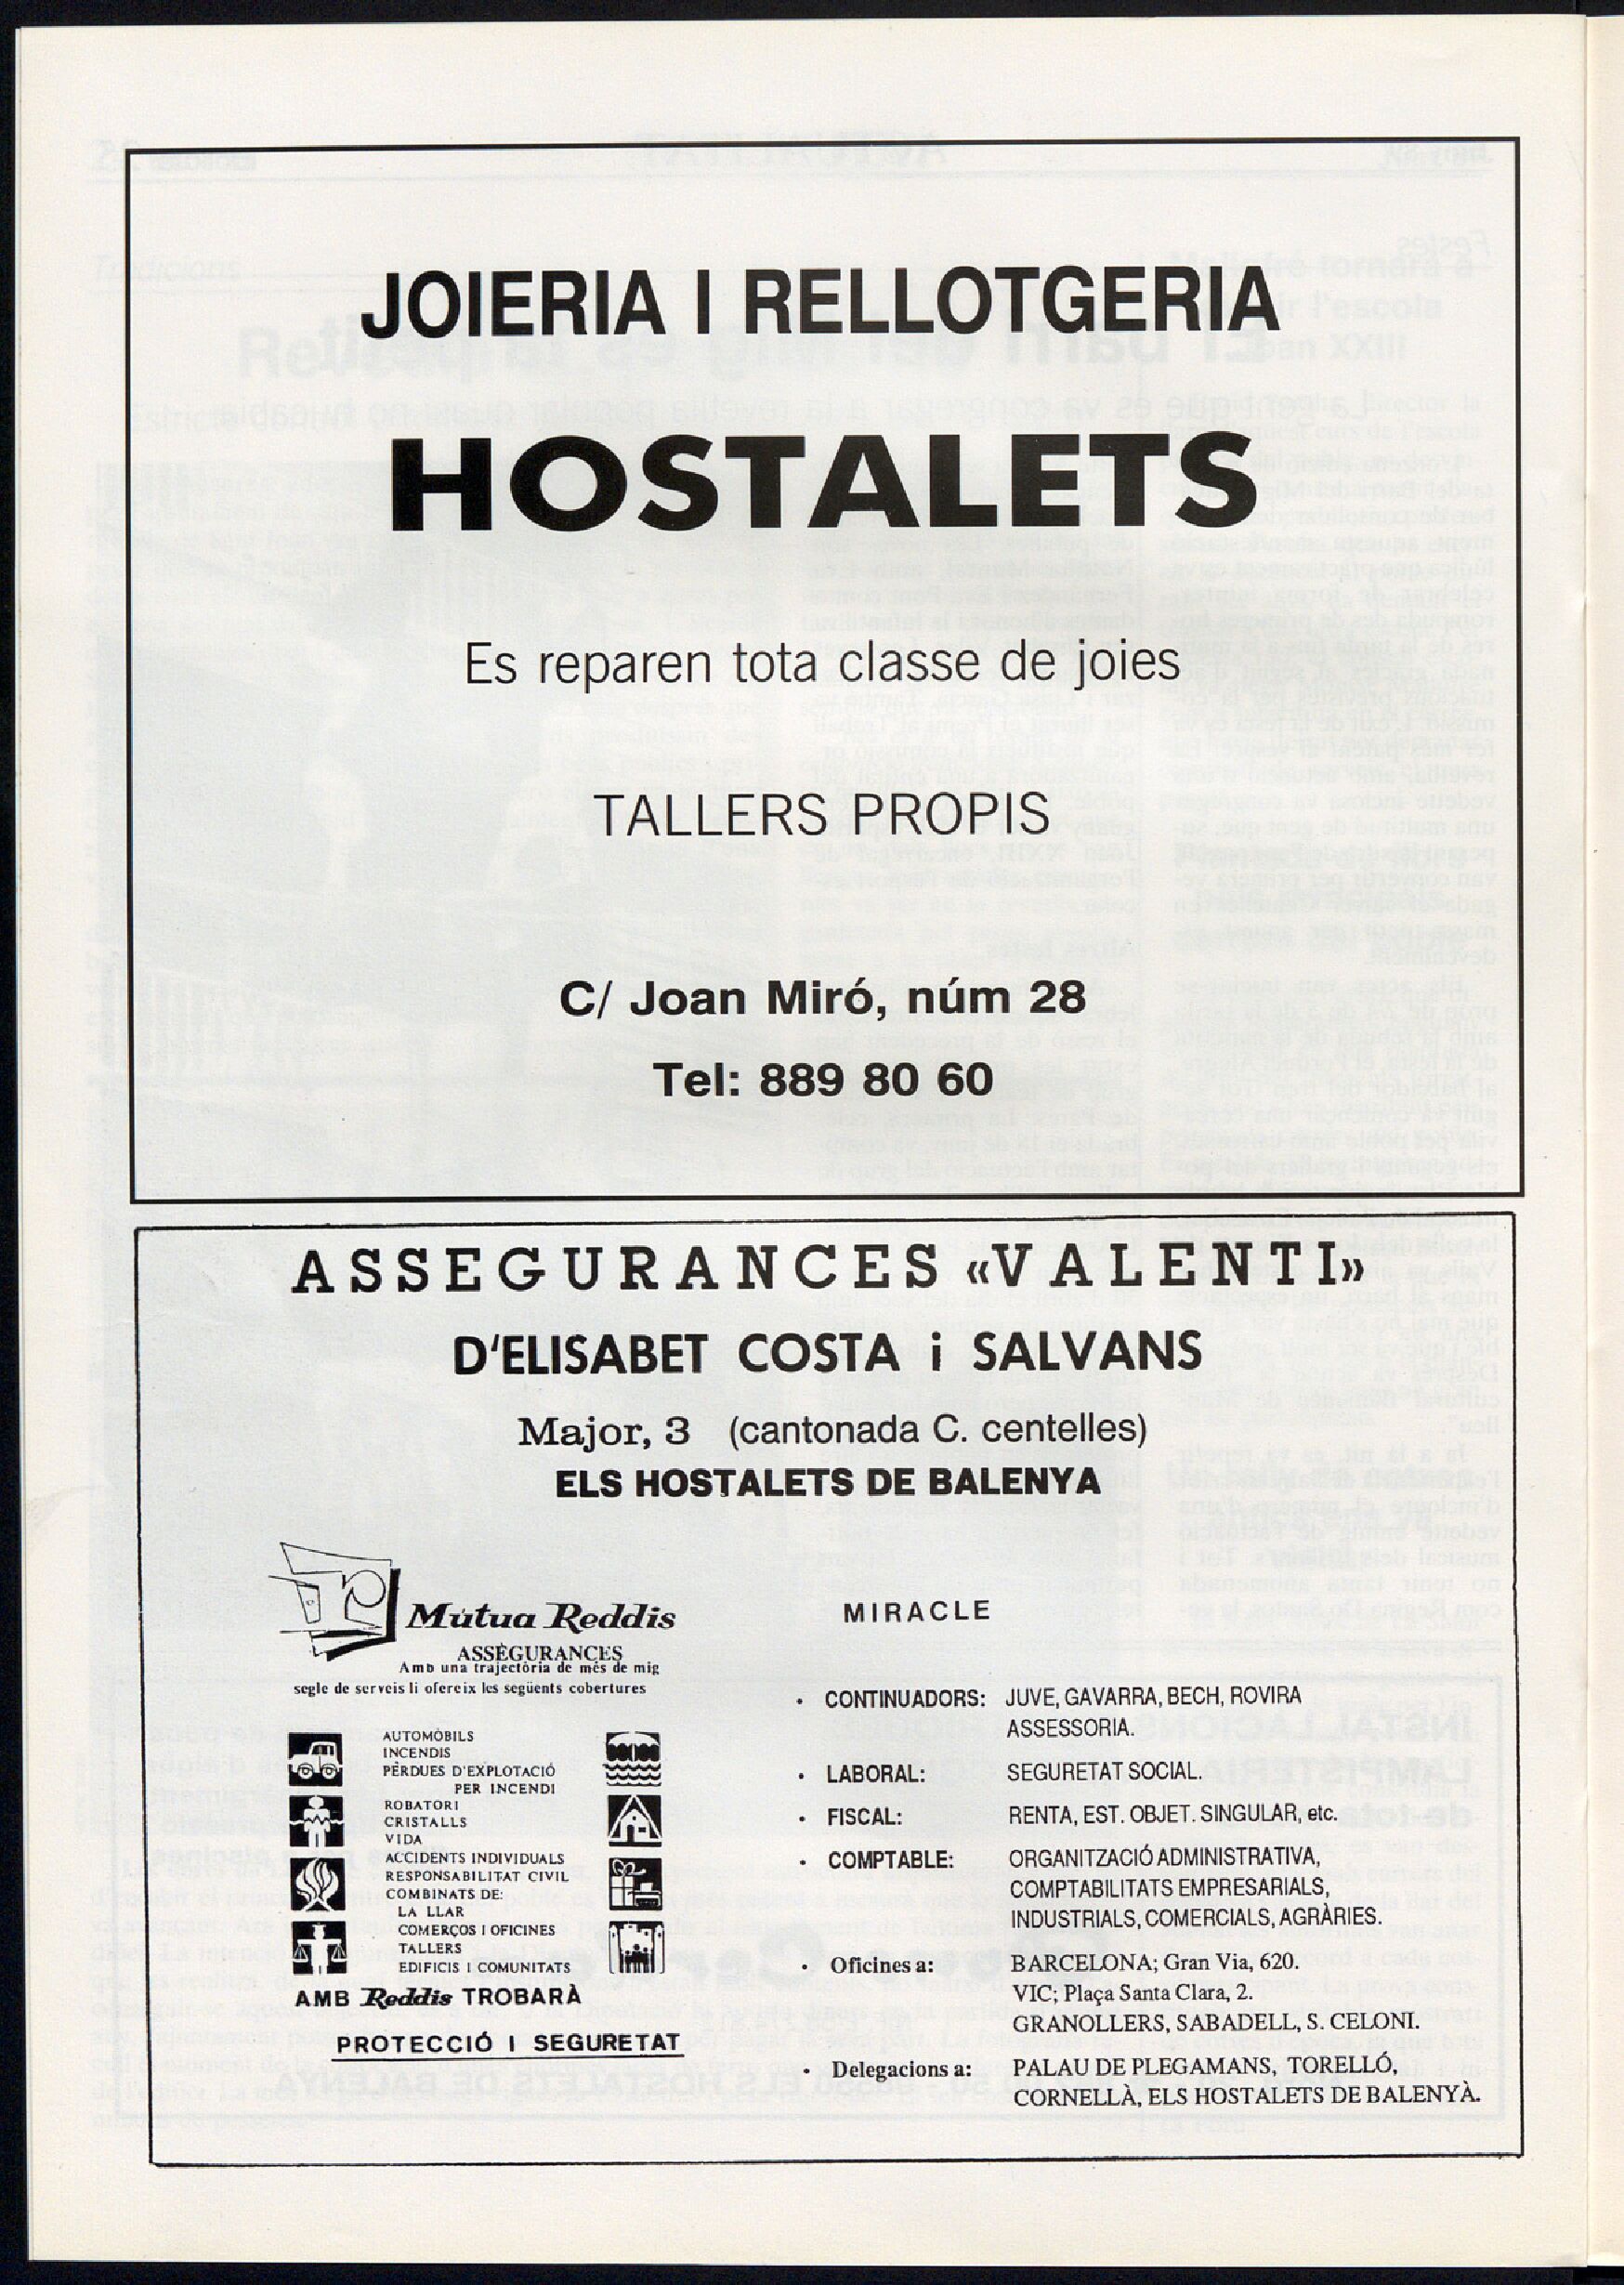 JOIERIA I RELLOTGERIA
HOSTALETS
Es reparen tota classe de joies
TALLERS PROPIS
C/ Joan Miró, núm 28
Tel: 889 80 60
ASSEGURANCES «VALENTI»
D'ELISABET COSTA i SALVANS
Major, 3 (cantonada C. centelles)
ELS HOSTALETS DE BALENYA
Mútua Reddis
ASSEGURANCES
Amb una trajectòria de més de mig
segle de serveis li ofereix les següents cobertures
AUTOMÒBILS
INCENDIS
PÈRDUES D'EXPLOTACIÓ
PER INCENDI
ROBATORI
CRISTALLS
VIDA
ACCIDENTS INDIVIDUALS
RESPONSABILITAT CIVIL
COMBINATS DE:
LA LLAR
COMERÇOS I OFICINES
TALLERS
EDIFICIS I COMUNITATS
AMB Reddis TROBARÀ
PROTECCIÓ I SEGURETAT
MIRACLE
• CONTINUADORS: JUVE, GAVARRA, BECH, ROVIRA
ASSESSORIA.
• LABORAL: SEGURETAT SOCIAL.
• FISCAL: RENTA, EST. OBJET. SINGULAR, etc.
• COMPTABLE: ORGANITZACIÓ ADMINISTRATIVA,
COMPTABILITATS EMPRESARIALS,
INDUSTRIALS, COMERCIALS, AGRÀRIES.
• Oficines a: BARCELONA; Gran Via, 620.
VIC; Plaça Santa Clara, 2.
GRANOLLERS, SABADELL, S. CELONI.
• Delegacions a: PALAU DE PLEGAMANS, TORELLÓ,
CORNELLÀ, ELS HOSTALETS DE BALENYÀ.